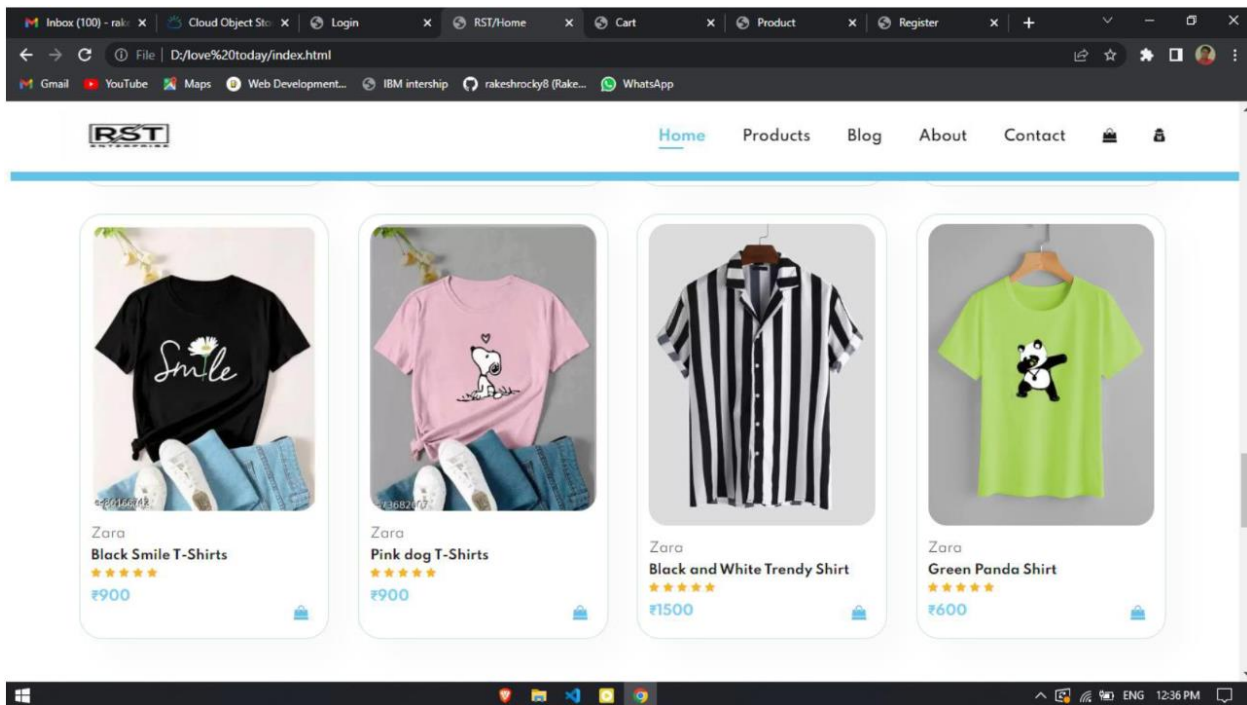 Inbox (100) - rak
Cloud Object Sto
Login
RST/Home
Cart
Product
Register
File
D:/love%20today/index.html
Gmail
YouTube
Maps
Web Development...
IBM intership
rakeshrocky8 (Rake...
WhatsApp
RST
ENTERPRISE
Home
Products
Blog
About
Contact
Smile
Zara
Black Smile T-Shirts
₹900
Zara
Pink dog T-Shirts
₹900
Zara
Black and White Trendy Shirt
₹1500
Zara
Green Panda Shirt
₹600
ENG
12:36 PM